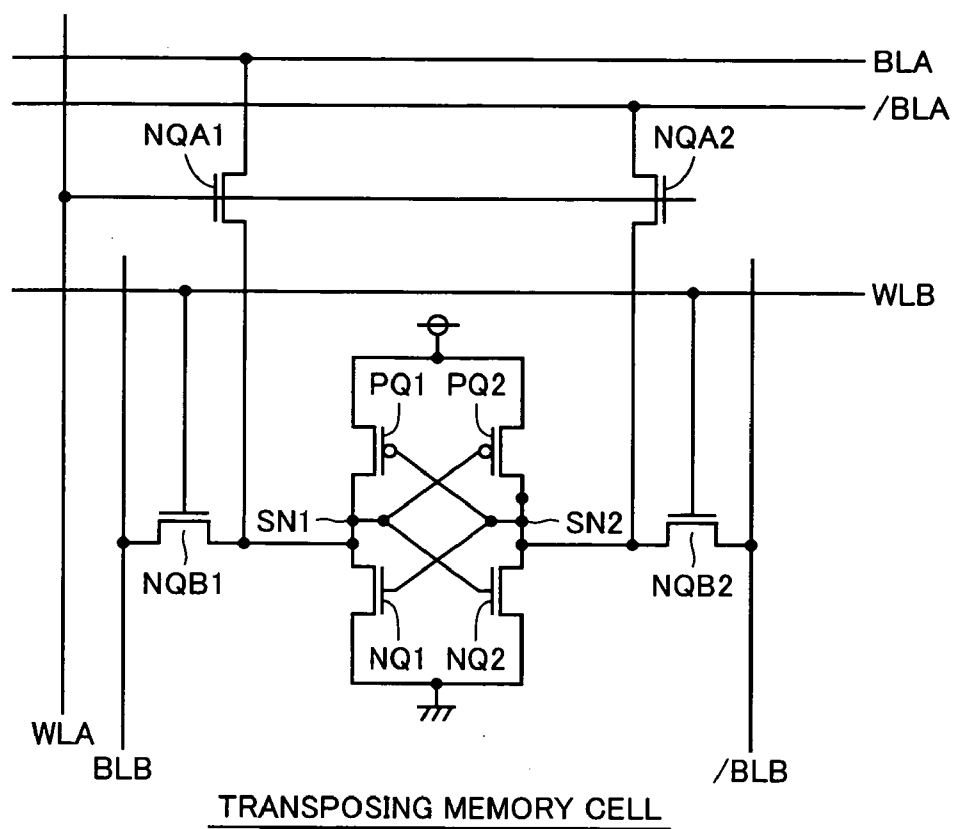 BLA
/BLA
NQA1
NQA2
WLB
PQ1 PQ2
SN1
SN2
NQB1
NQB2
NQ1 NQ2
WLA
BLB
/BLB
TRANSPOSING MEMORY CELL